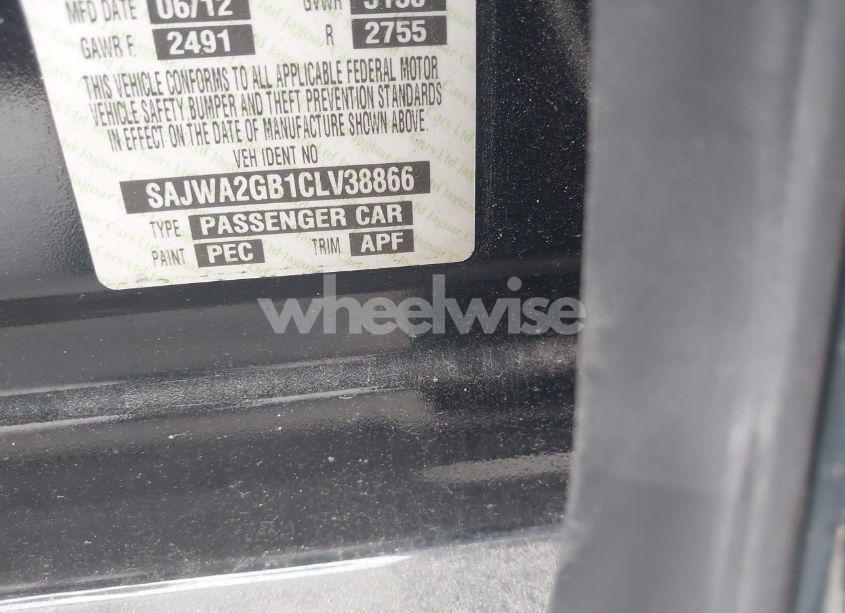 MFD DATE 06/12 GVWR
GAWR F. 2491 R 2755
THIS VEHICLE CONFORMS TO ALL APPLICABLE FEDERAL MOTOR
VEHICLE SAFETY BUMPER AND THEFT PREVENTION STANDARDS
IN EFFECT ON THE DATE OF MANUFACTURE SHOWN ABOVE.
VEH IDENT NO
SAJWA2GB1CLV38866
TYPE PASSENGER CAR
PAINT PEC TRIM APF
wheelwise